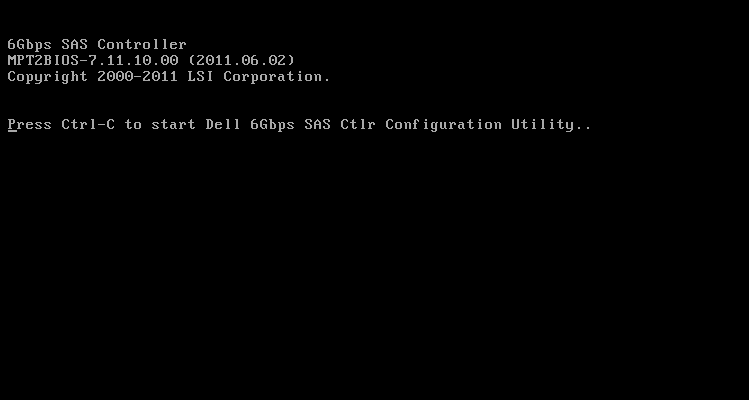 6Gbps SAS Controller
MPT2BIOS-7.11.10.00 (2011.06.02)
Copyright 2000-2011 LSI Corporation.
Press Ctrl-C to start Dell 6Gbps SAS Ctlr Configuration Utility..